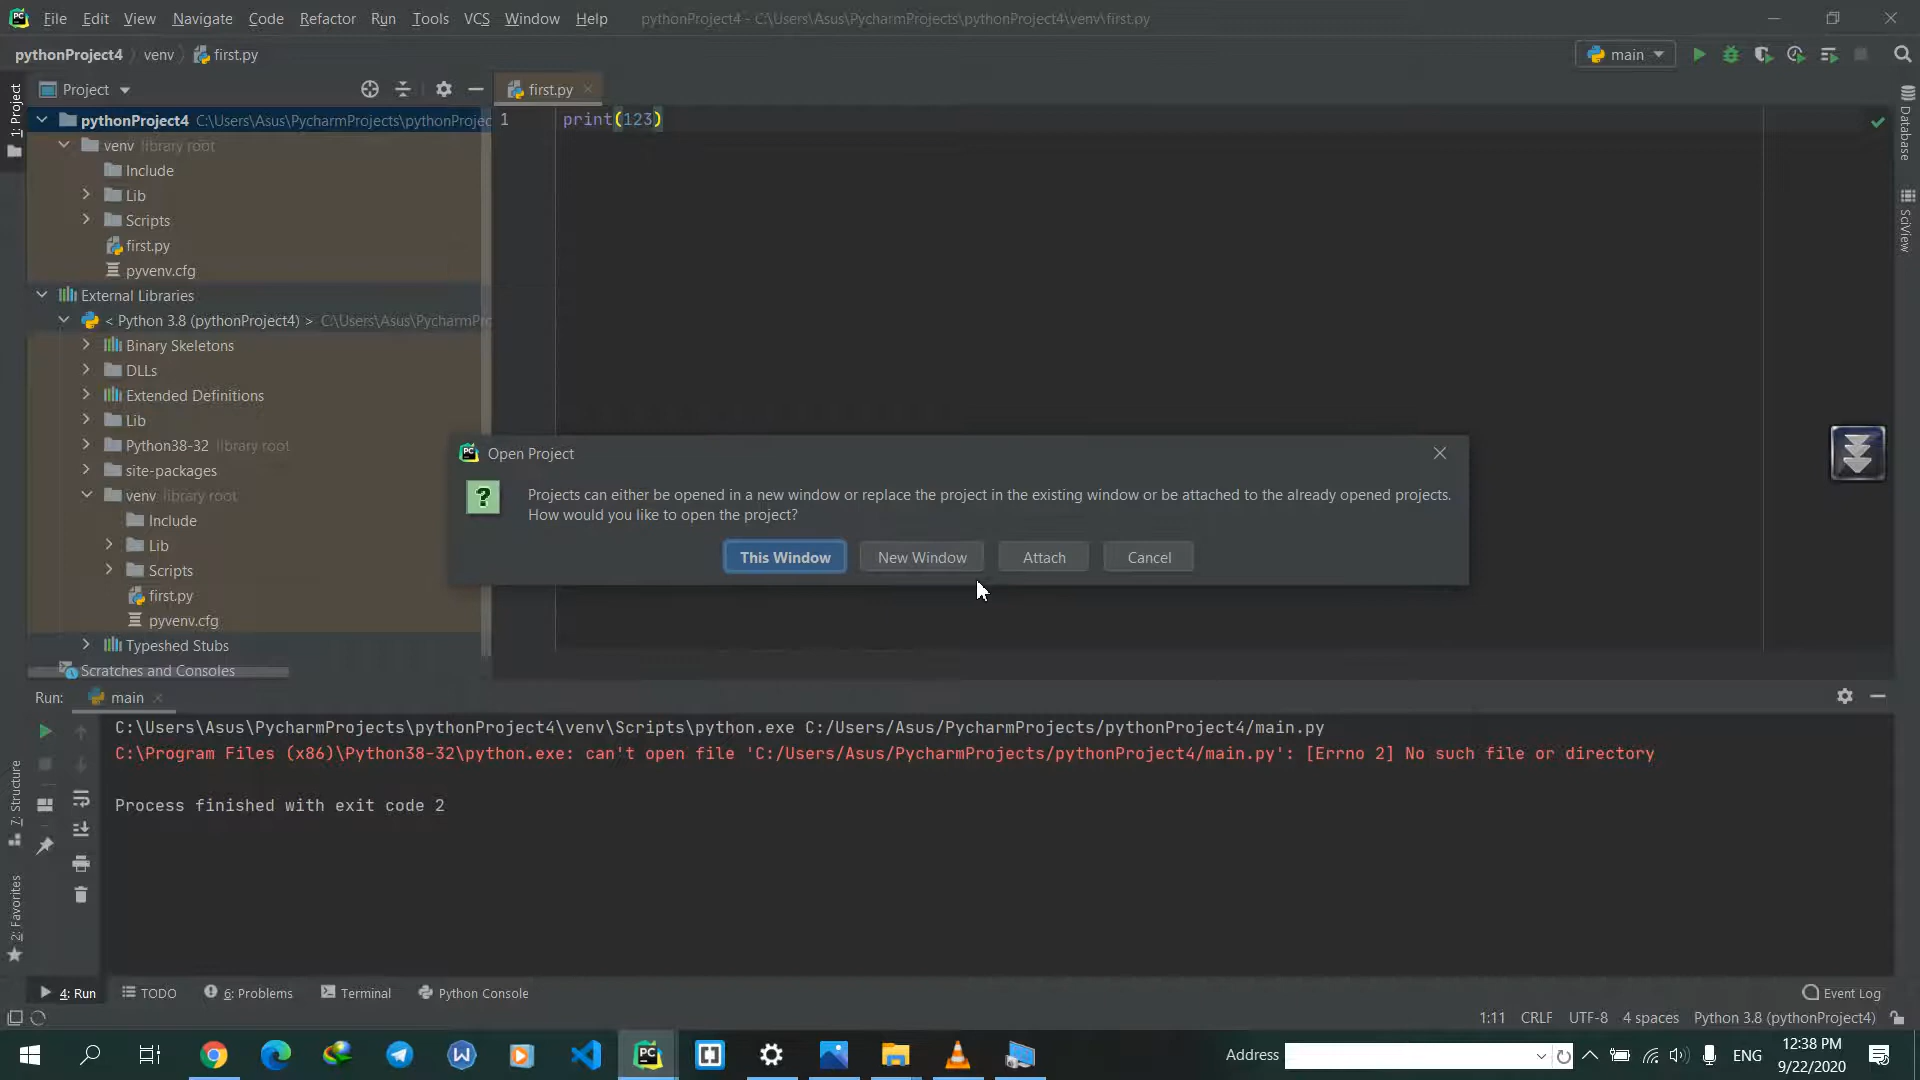 File Edit View Navigate Code Refactor Run Tools VCS Window Help pythonProject4 - C:\Users\Asus\PycharmProjects\pythonProject4\venv\first.py
pythonProject4 venv first.py
main
Project
first.py
1: Project
pythonProject4 C:\Users\Asus\PycharmProjects\pythonProjec
1 print(123)
venv library root
Include
Lib
Scripts
first.py
pyvenv.cfg
Database
SciView
External Libraries
< Python 3.8 (pythonProject4) > C:\Users\Asus\PycharmPro
Binary Skeletons
DLLs
Extended Definitions
Lib
Python38-32 library root
site-packages
venv library root
Include
Lib
Scripts
first.py
pyvenv.cfg
Typeshed Stubs
Scratches and Consoles
Open Project
Projects can either be opened in a new window or replace the project in the existing window or be attached to the already opened projects.
How would you like to open the project?
This Window New Window Attach Cancel
Run: main
C:\Users\Asus\PycharmProjects\pythonProject4\venv\Scripts\python.exe C:/Users/Asus/PycharmProjects/pythonProject4/main.py
C:\Program Files (x86)\Python38-32\python.exe: can't open file 'C:/Users/Asus/PycharmProjects/pythonProject4/main.py': [Errno 2] No such file or directory
Process finished with exit code 2
7: Structure
2: Favorites
4: Run TODO 6: Problems Terminal Python Console Event Log
1:11 CRLF UTF-8 4 spaces Python 3.8 (pythonProject4)
Address ENG 12:38 PM
9/22/2020